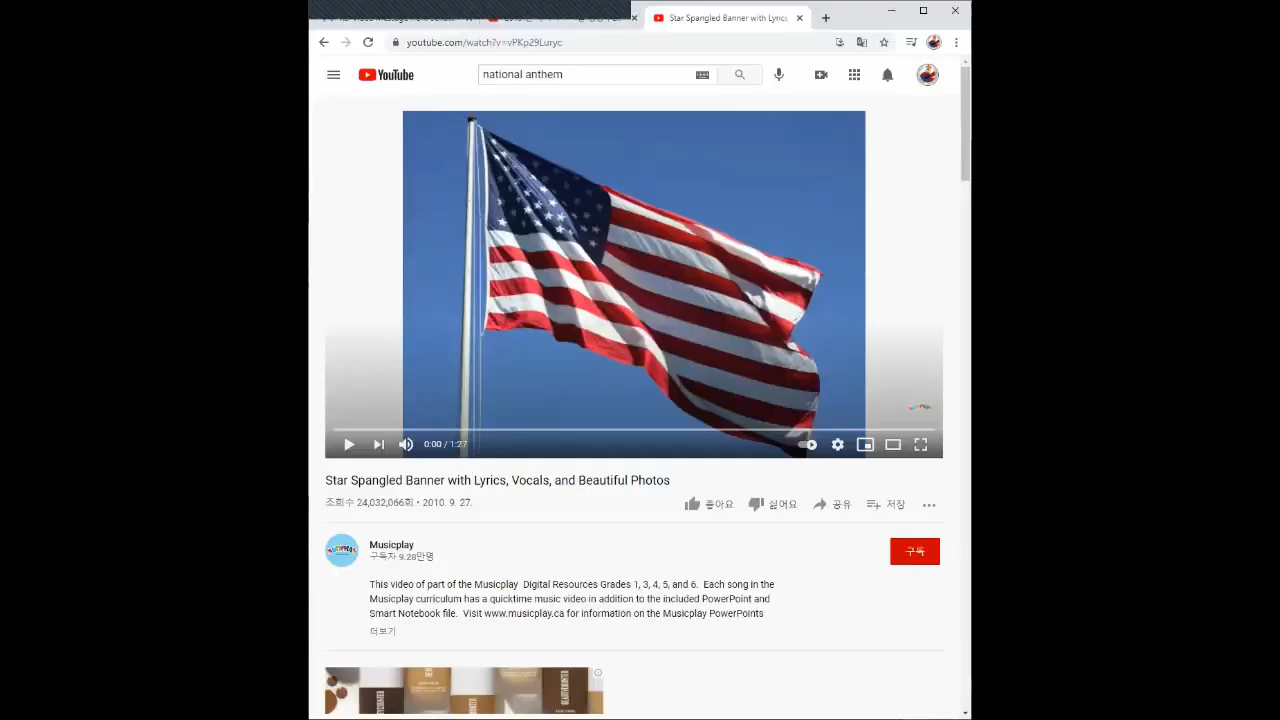 Star Spangled Banner with Lyrics
youtube.com/watch?v=vPKp29Luryc
YouTube
national anthem
0:00 / 1:27
Star Spangled Banner with Lyrics, Vocals, and Beautiful Photos
조회수 24,032,066회 • 2010. 9. 27.
좋아요
싫어요
공유
저장
Musicplay
구독자 9.28만명
구독
This video of part of the Musicplay Digital Resources Grades 1, 3, 4, 5, and 6. Each song in the
Musicplay curriculum has a quicktime music video in addition to the included PowerPoint and
Smart Notebook file. Visit www.musicplay.ca for information on the Musicplay PowerPoints
더보기